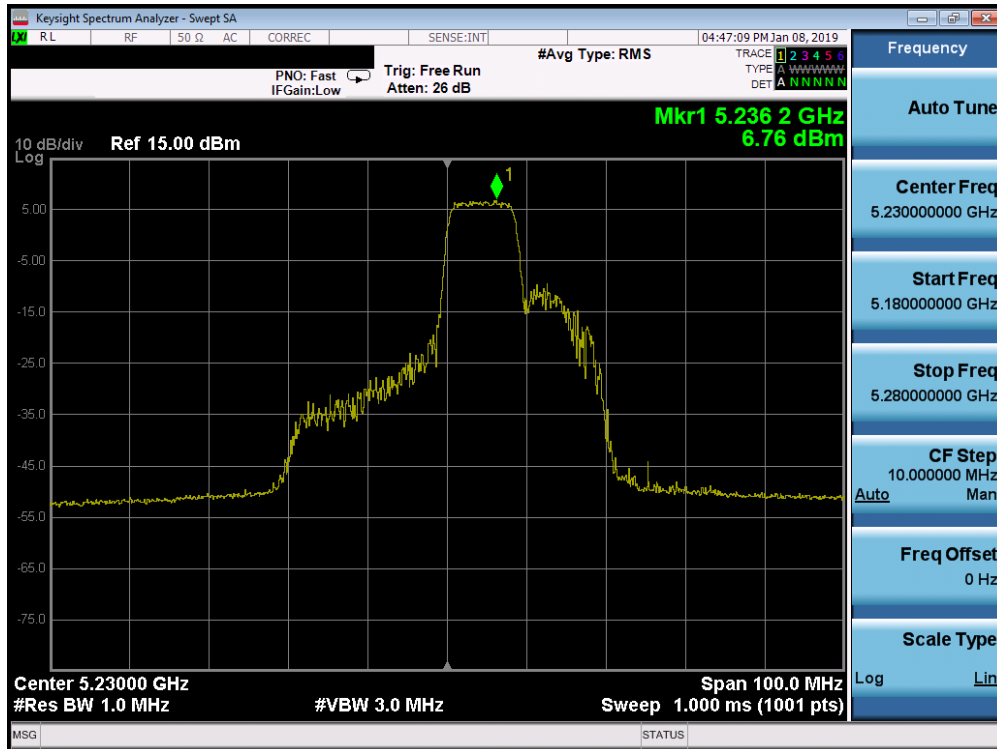 Keysight Spectrum Analyzer - Swept SA
LXI RL RF 50 Ω AC CORREC SENSE:INT 04:47:09 PM Jan 08, 2019
#Avg Type: RMS
TRACE 1 2 3 4 5 6
TYPE A WWWWW
DET A N N N N N
PNO: Fast
IFGain:Low
Trig: Free Run
Atten: 26 dB
Mkr1 5.236 2 GHz
6.76 dBm
10 dB/div
Log
Ref 15.00 dBm
1
5.00
-5.00
-15.0
-25.0
-35.0
-45.0
-55.0
-65.0
-75.0
Center 5.23000 GHz
Span 100.0 MHz
#Res BW 1.0 MHz
#VBW 3.0 MHz
Sweep 1.000 ms (1001 pts)
MSG
STATUS
Frequency
Auto Tune
Center Freq
5.230000000 GHz
Start Freq
5.180000000 GHz
Stop Freq
5.280000000 GHz
CF Step
10.000000 MHz
Auto Man
Freq Offset
0 Hz
Scale Type
Log Lin